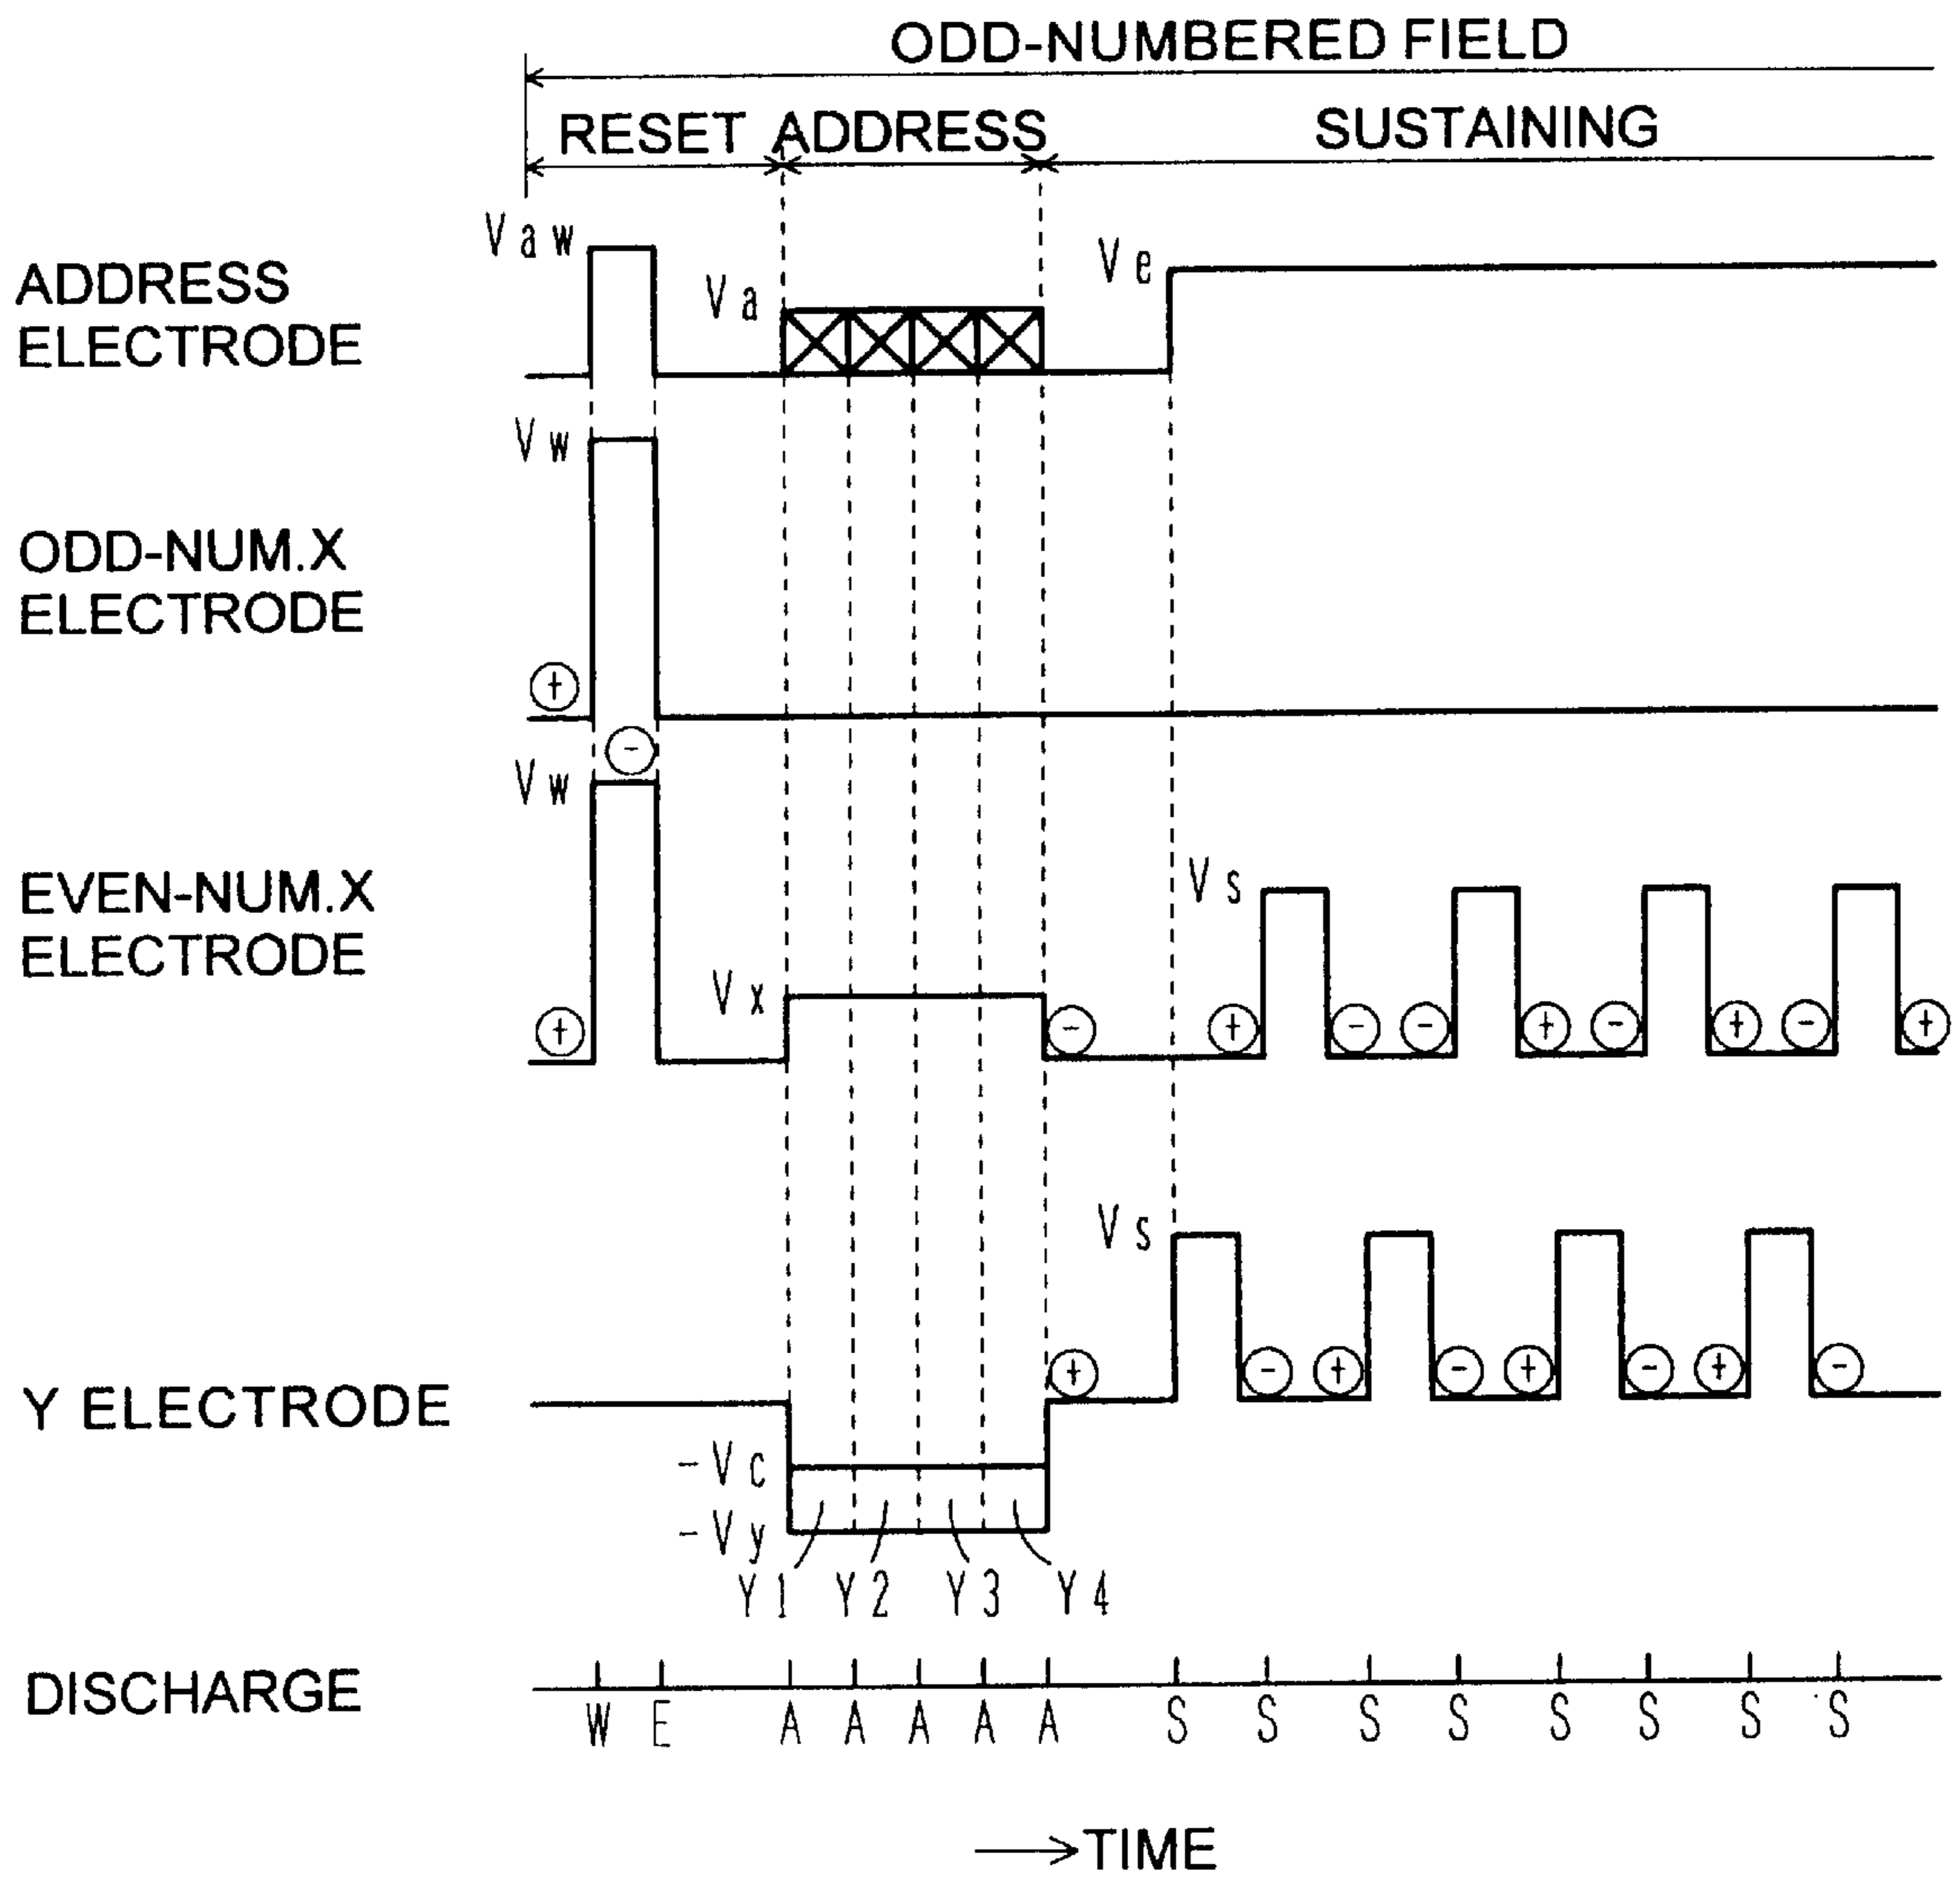 ODD-NUMBERED FIELD
RESET ADDRESS SUSTAINING
Vaw
ADDRESS
ELECTRODE
Va
Ve
Vw
ODD-NUM.X
ELECTRODE
+
-
Vw
EVEN-NUM.X
ELECTRODE
Vs
Vx
+ - + - - + - + - +
Vs
Y ELECTRODE
+ - + - + - + -
-Vc
-Vy
Y1 Y2 Y3 Y4
DISCHARGE
W E A A A A A S S S S S S S S
→TIME